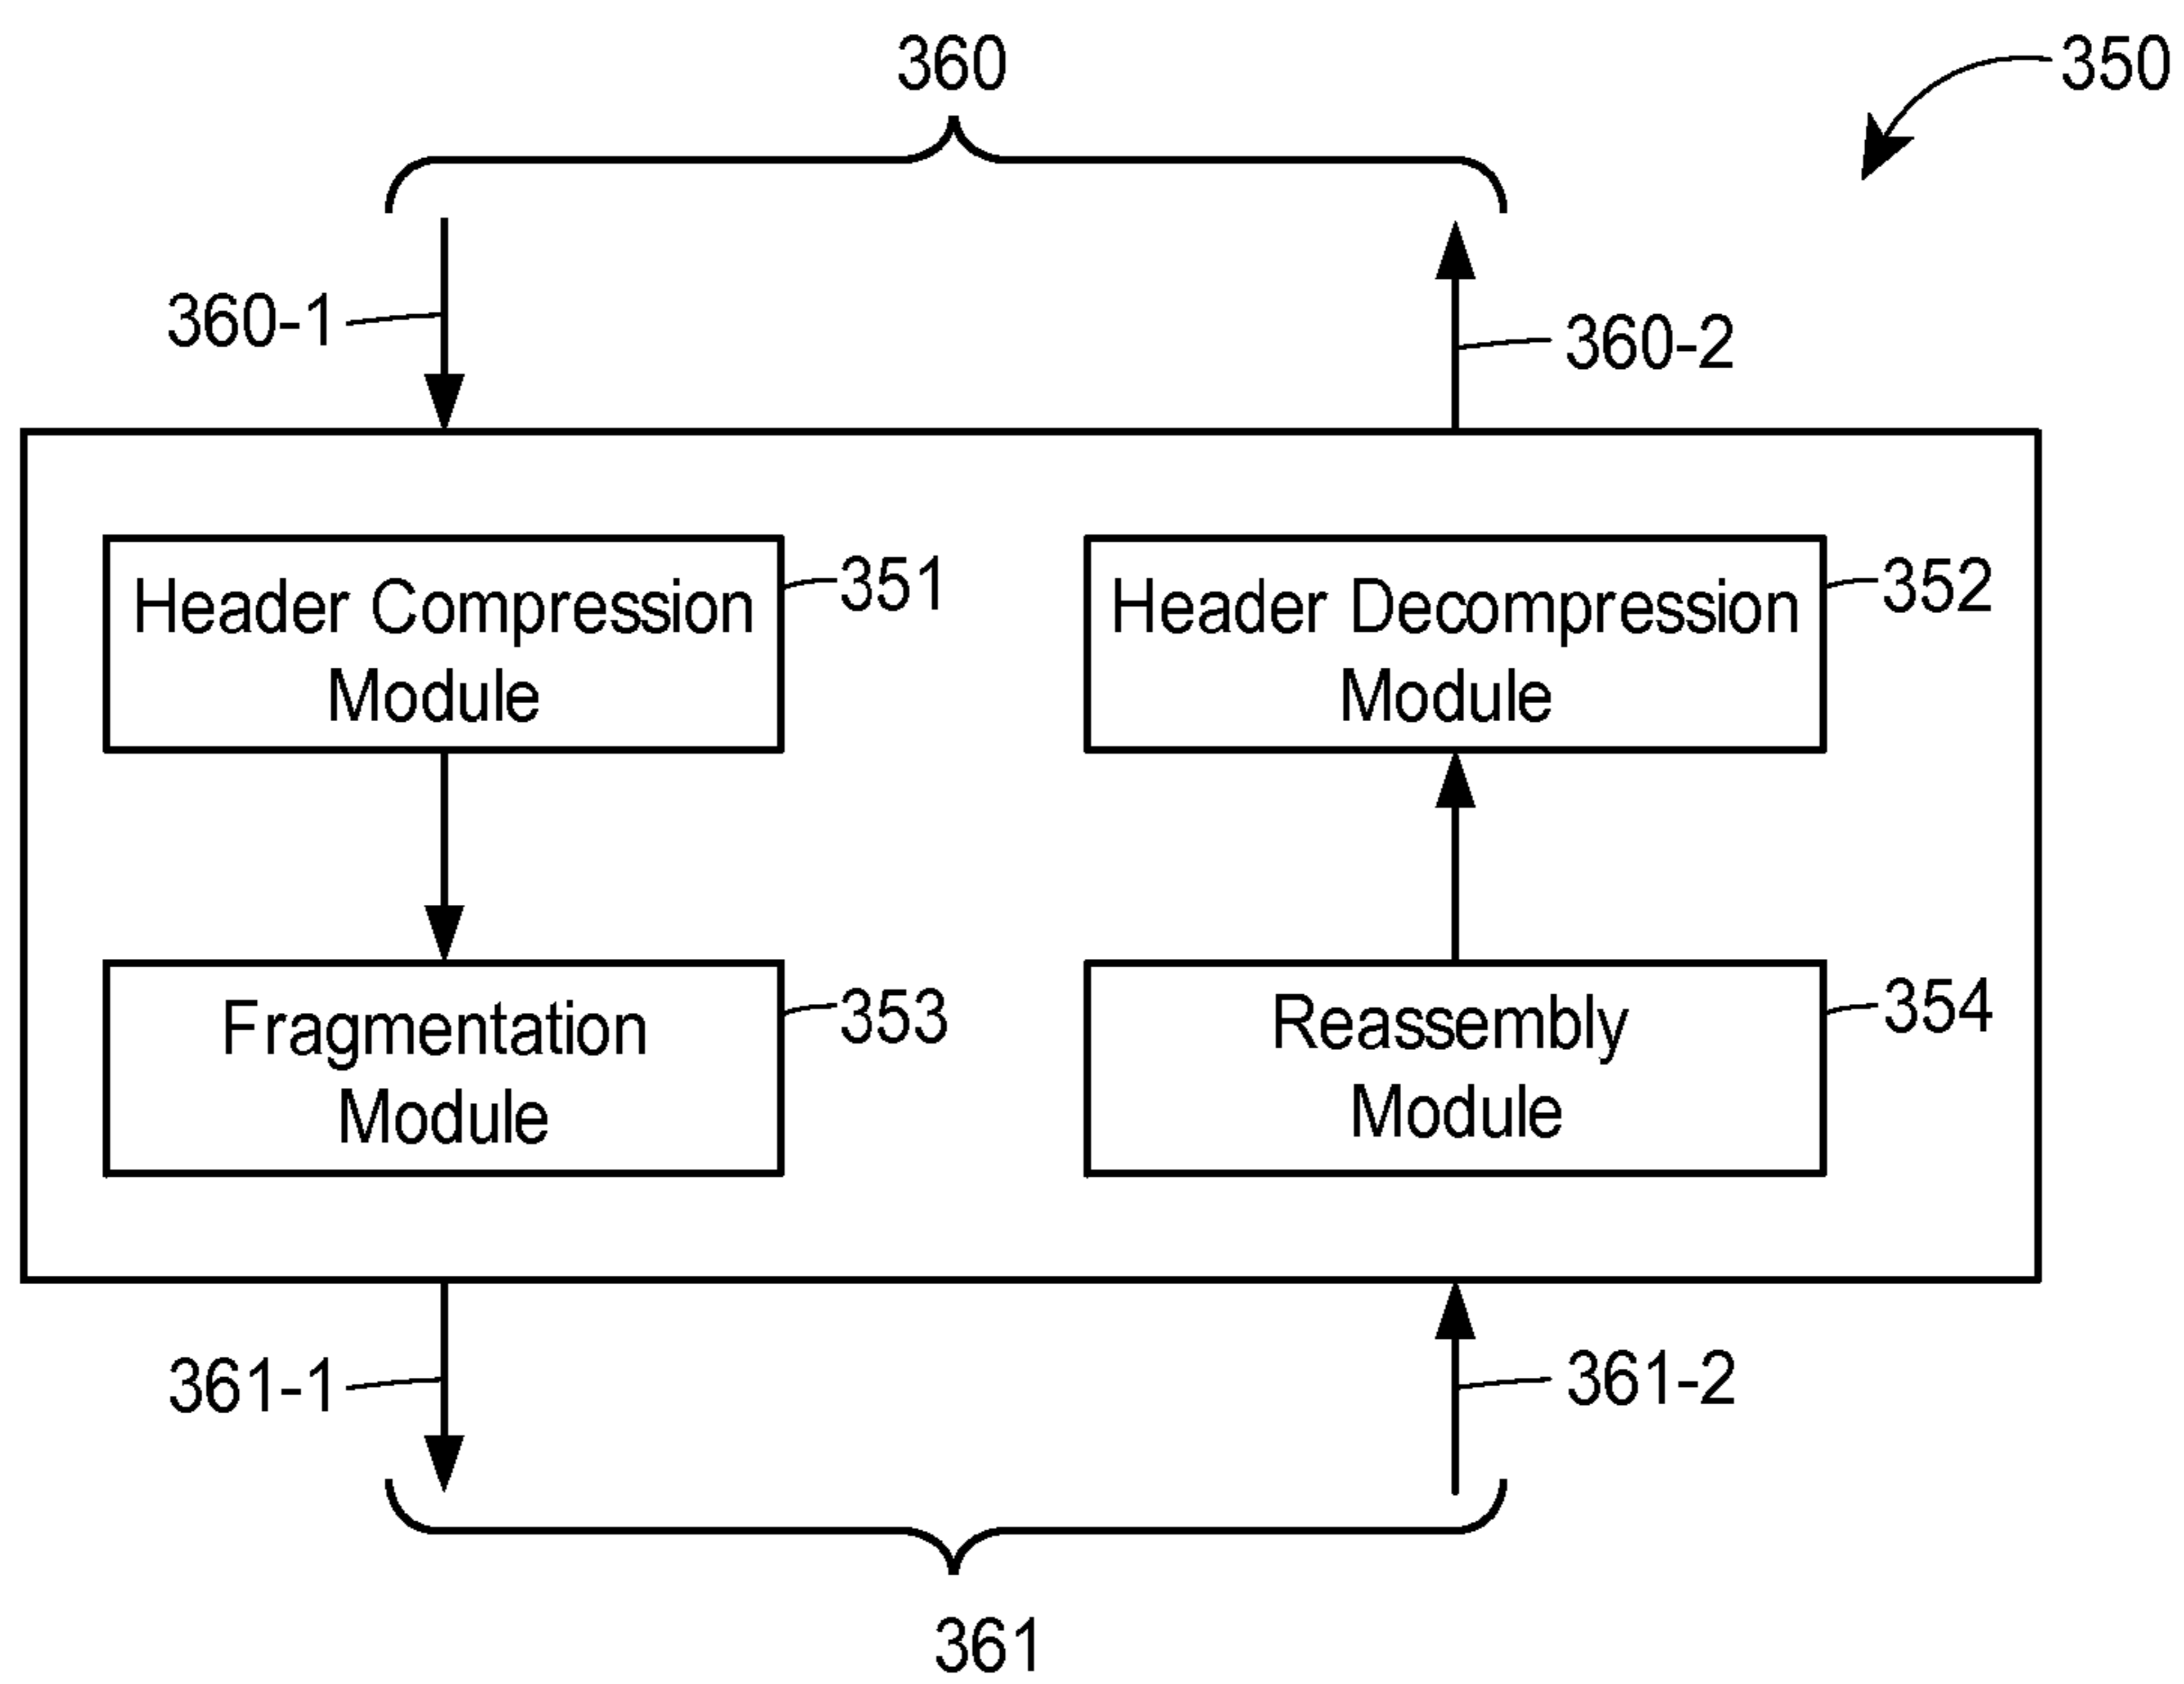 360
350
360-1
360-2
Header Compression
Module
351
Header Decompression
Module
352
Fragmentation
Module
353
Reassembly
Module
354
361-1
361-2
361